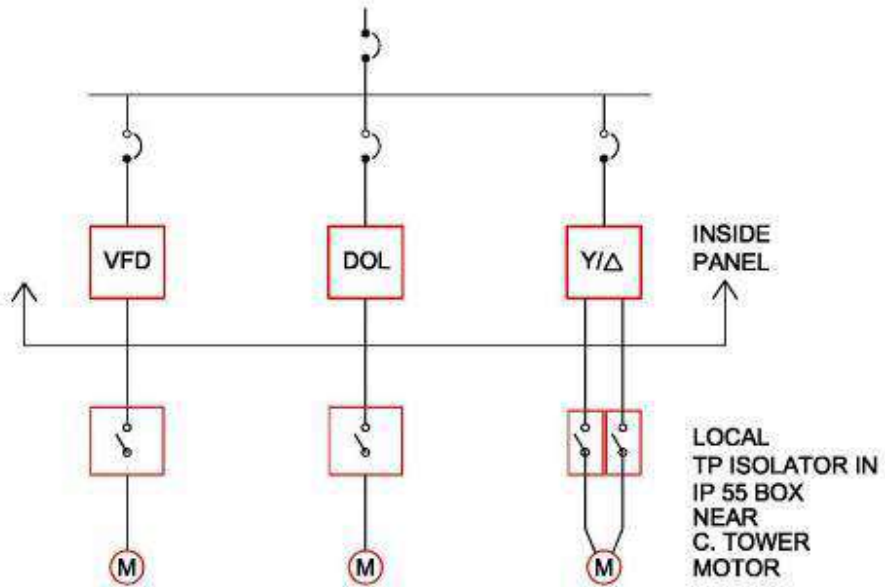 VFD
DOL
Y/△
INSIDE
PANEL
LOCAL
TP ISOLATOR IN
IP 55 BOX
NEAR
C. TOWER
MOTOR
M
M
M